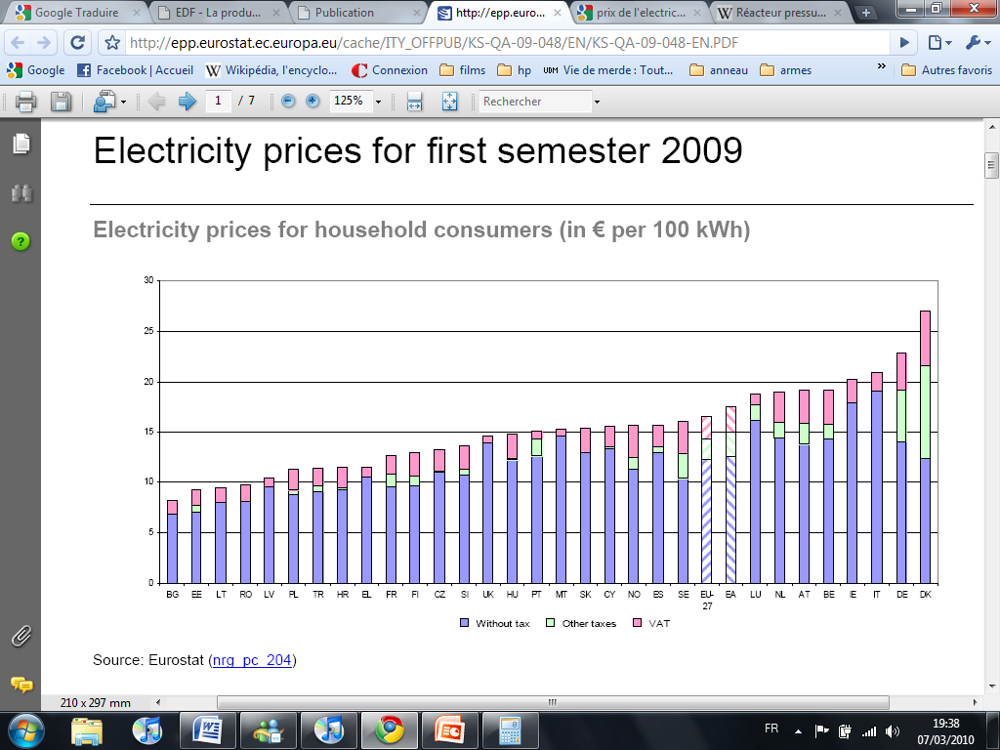 Google Traduire
EDF - La produ...
Publication
http://epp.euro...
prix de l'electric...
Réacteur pressu...
http://epp.eurostat.ec.europa.eu/cache/ITY_OFFPUB/KS-QA-09-048/EN/KS-QA-09-048-EN.PDF
Google
Facebook | Accueil
Wikipédia, l'encyclo...
Connexion
films
hp
VDM Vie de merde : Tout...
anneau
armes
»
Autres favoris
1 / 7
125%
Rechercher
Electricity prices for first semester 2009
Electricity prices for household consumers (in € per 100 kWh)
30
25
20
15
10
5
0
BG EE LT RO LV PL TR HR EL FR FI CZ SI UK HU PT MT SK CY NO ES SE EU-27 EA LU NL AT BE IE IT DE DK
Without tax Other taxes VAT
Source: Eurostat (nrg_pc_204)
210 x 297 mm
FR
19:38
07/03/2010